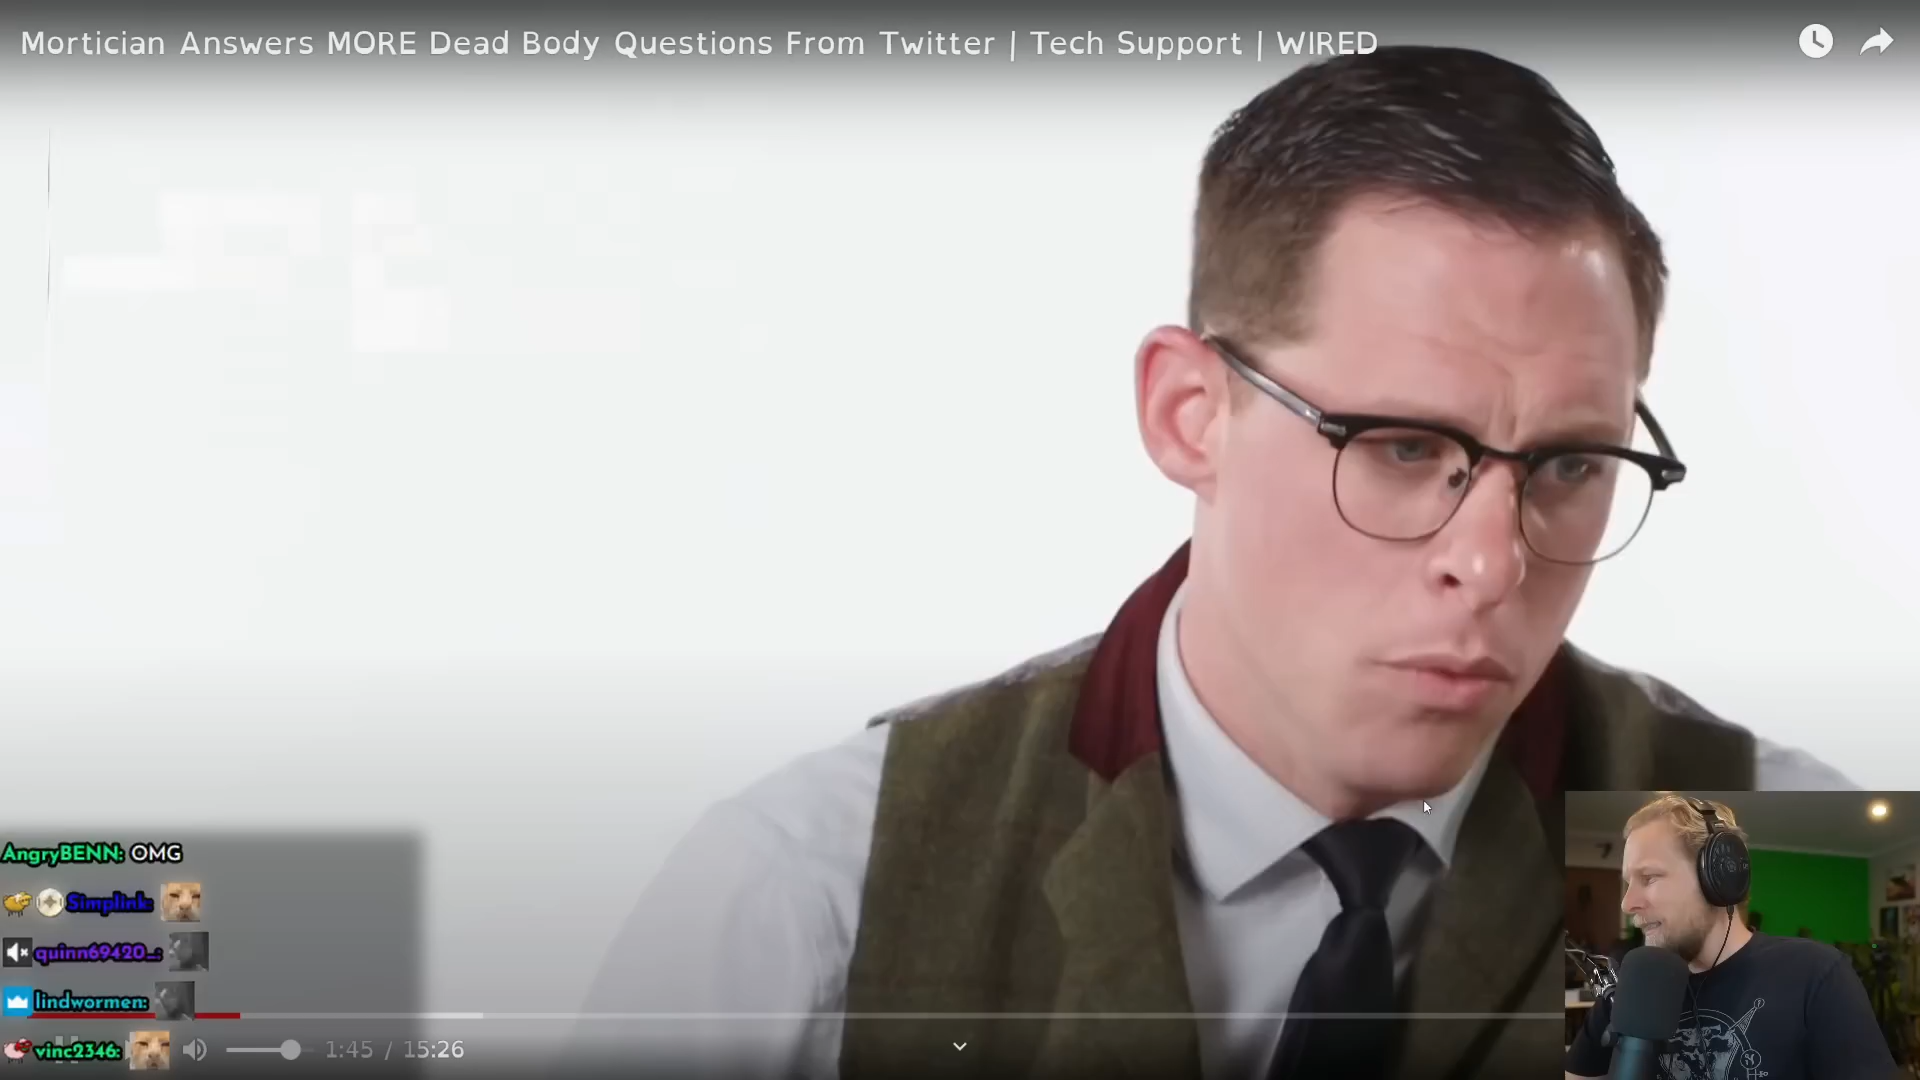 Mortician Answers MORE Dead Body Questions From Twitter | Tech Support | WIRED
AngryBENN: OMG
Simplink:
quinn69420_:
lindwormen:
vinc2346:
1:45 / 15:26